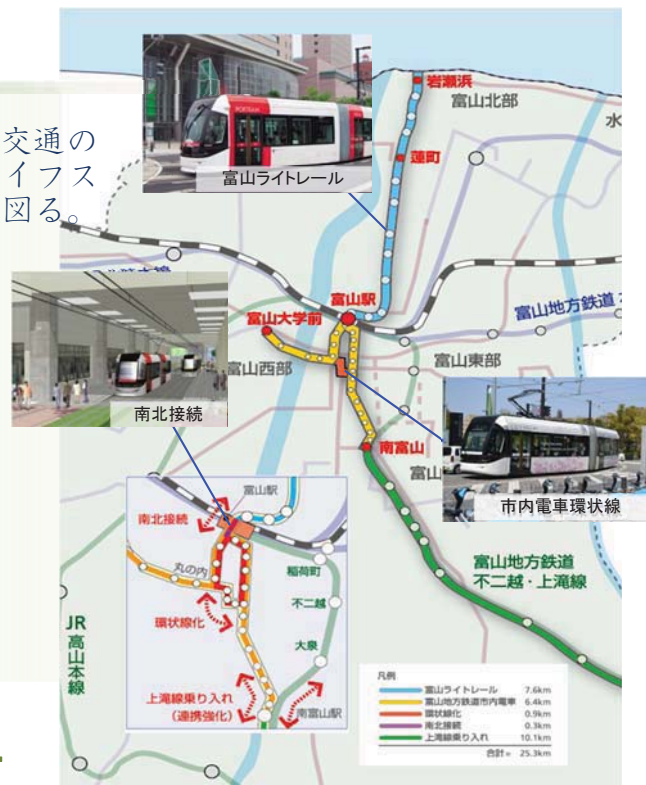 交通の
イフス
図る。
富山ライトレール
岩瀬浜
富山北部
水
蓮町
富山駅
富山大学前
富山地方鉄道
富山西部
富山東部
南北接続
南富山
富山
市内電車環状線
富山駅
南北接続
丸の内
稲荷町
不二越
環状線化
大泉
上滝線乗り入れ
(連携強化)
南富山駅
JR
高山本線
富山地方鉄道
不二越・上滝線
凡例
富山ライトレール 7.6km
富山地方鉄道市内電車 6.4km
環状線化 0.9km
南北接続 0.3km
上滝線乗り入れ 10.1km
合計= 25.3km